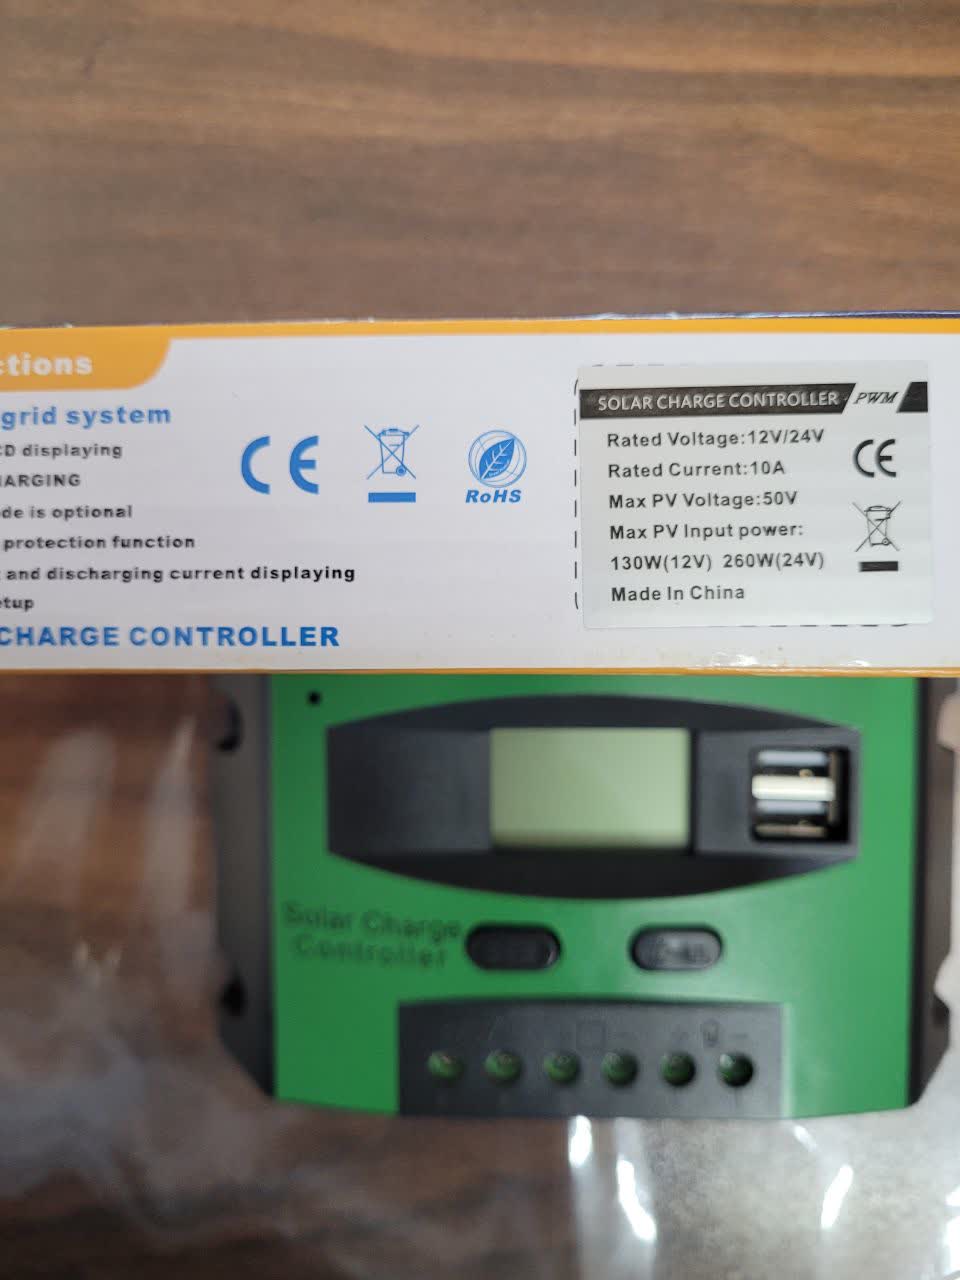 ctions
grid system
CD displaying
HARGING
ode is optional
protection function
and discharging current displaying
etup
CHARGE CONTROLLER
CE
RoHS
SOLAR CHARGE CONTROLLER PWM
Rated Voltage:12V/24V
Rated Current:10A
Max PV Voltage:50V
Max PV Input power:
130W(12V) 260W(24V)
Made In China
CE
Solar Charge
Controller